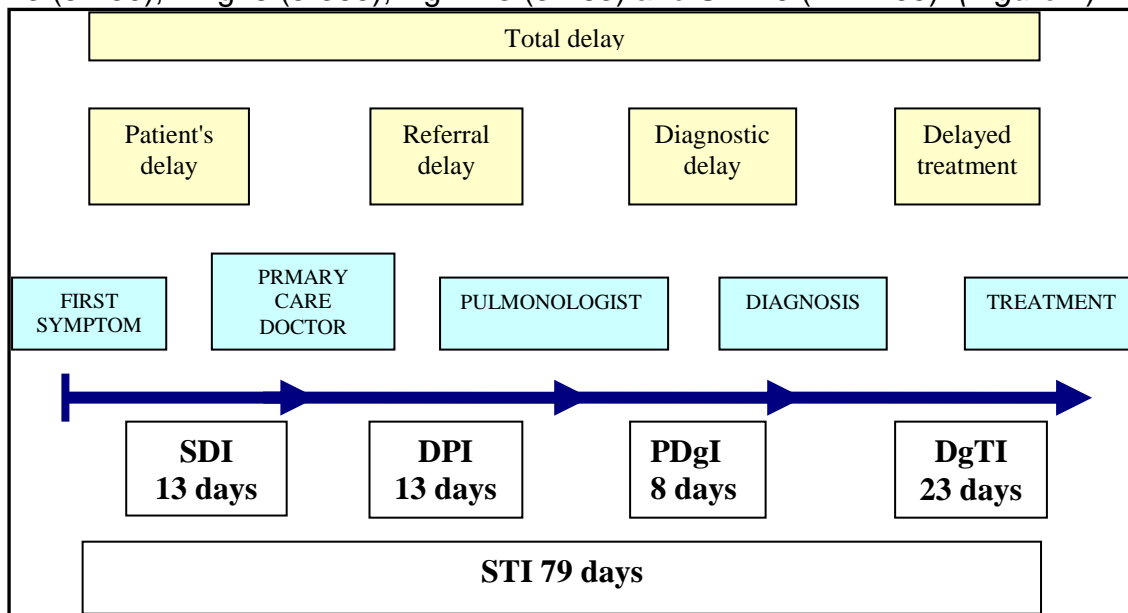 Total delay
Patient's
delay
Referral
delay
Diagnostic
delay
Delayed
treatment
FIRST
SYMPTOM
PRMARY
CARE
DOCTOR
PULMONOLOGIST
DIAGNOSIS
TREATMENT
SDI
13 days
DPI
13 days
PDgI
8 days
DgTI
23 days
STI 79 days